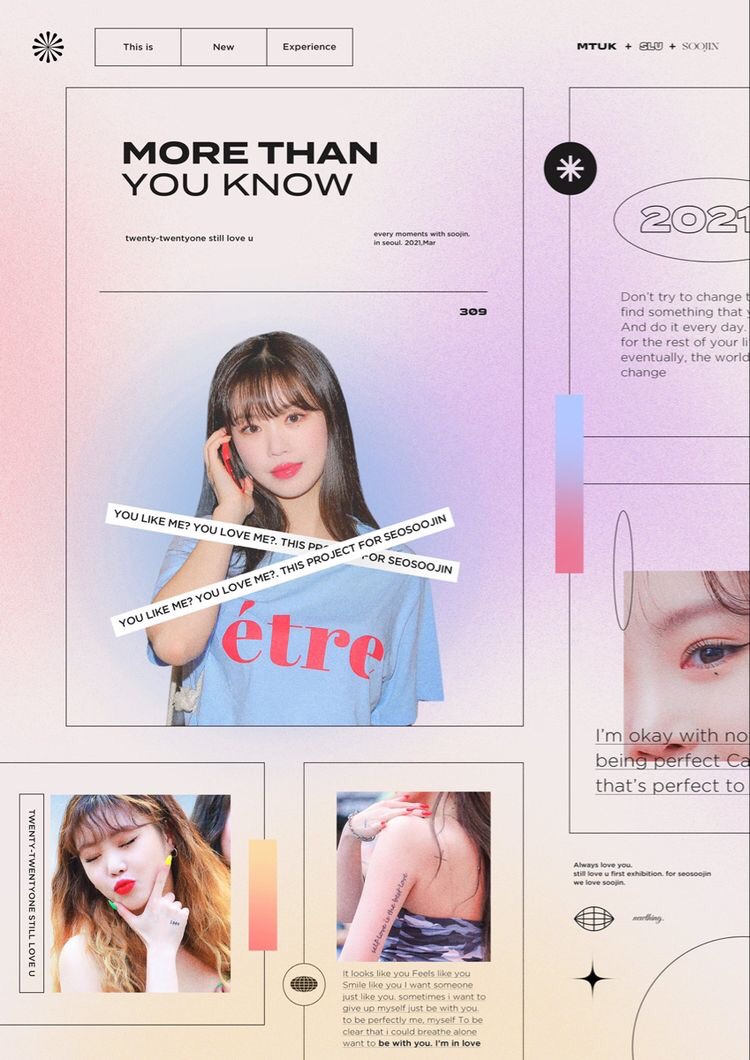 This is
New
Experience
MTUK + SLU + SOOJIN
MORE THAN
YOU KNOW
twenty-twentyone still love u
every moments with soojin.
in seoul. 2021,Mar
309
2021
Don't try to change t
find something that y
And do it every day.
for the rest of your li
eventually, the world
change
YOU LIKE ME? YOU LOVE ME?. THIS PRO
FOR SEOSOOJIN
YOU LIKE ME? YOU LOVE ME?. THIS PROJECT FOR SEOSOOJIN
étre
I'm okay with no
being perfect Ca
that's perfect to
TWENTY-TWENTYONE STILL LOVE U
self love is the best love
It looks like you Feels like you
Smile like you I want someone
just like you. sometimes i want to
give up myself just be with you.
to be perfectly me, myself To be
clear that i could breathe alone
want to be with you. I'm in love
Always love you.
still love u first exhibition. for seosoojin
we love soojin.
newthing.